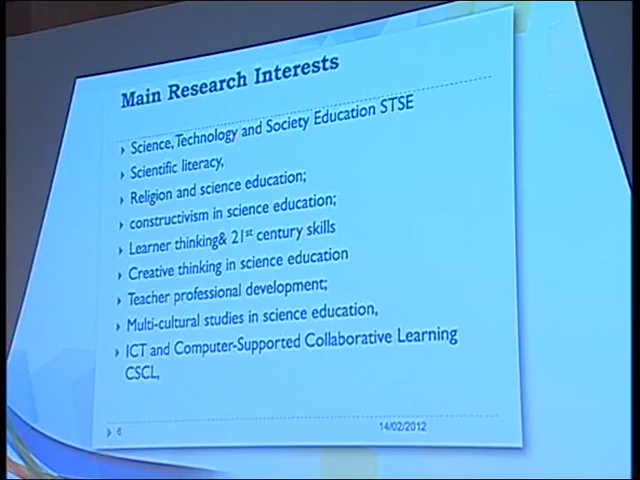 Main Research Interests
Science, Technology and Society Education STSE
Scientific literacy,
Religion and science education;
constructivism in science education;
Learner thinking& 21st century skills
Creative thinking in science education
Teacher professional development;
Multi-cultural studies in science education,
ICT and Computer-Supported Collaborative Learning
CSCL,
6
14/02/2012